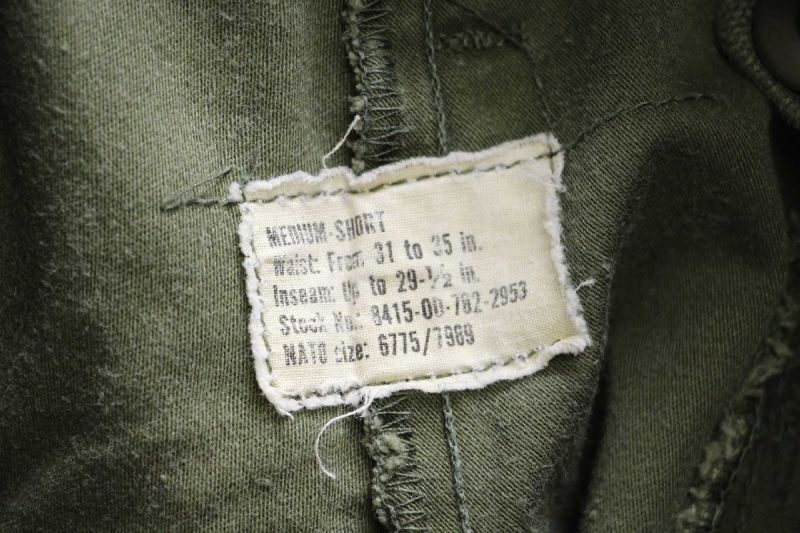 MEDIUM-SHORT
Waist: From: 31 to 35 in.
Inseam: Up to 29-1/2 in.
Stock No.: 8415-00-782-2953
NATO size: 6775/7989